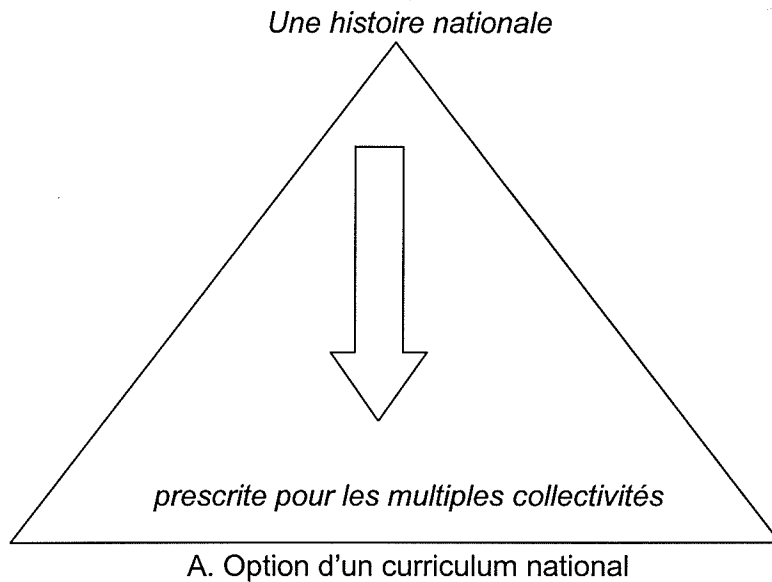 Une histoire nationale
prescrite pour les multiples collectivités
A. Option d'un curriculum national